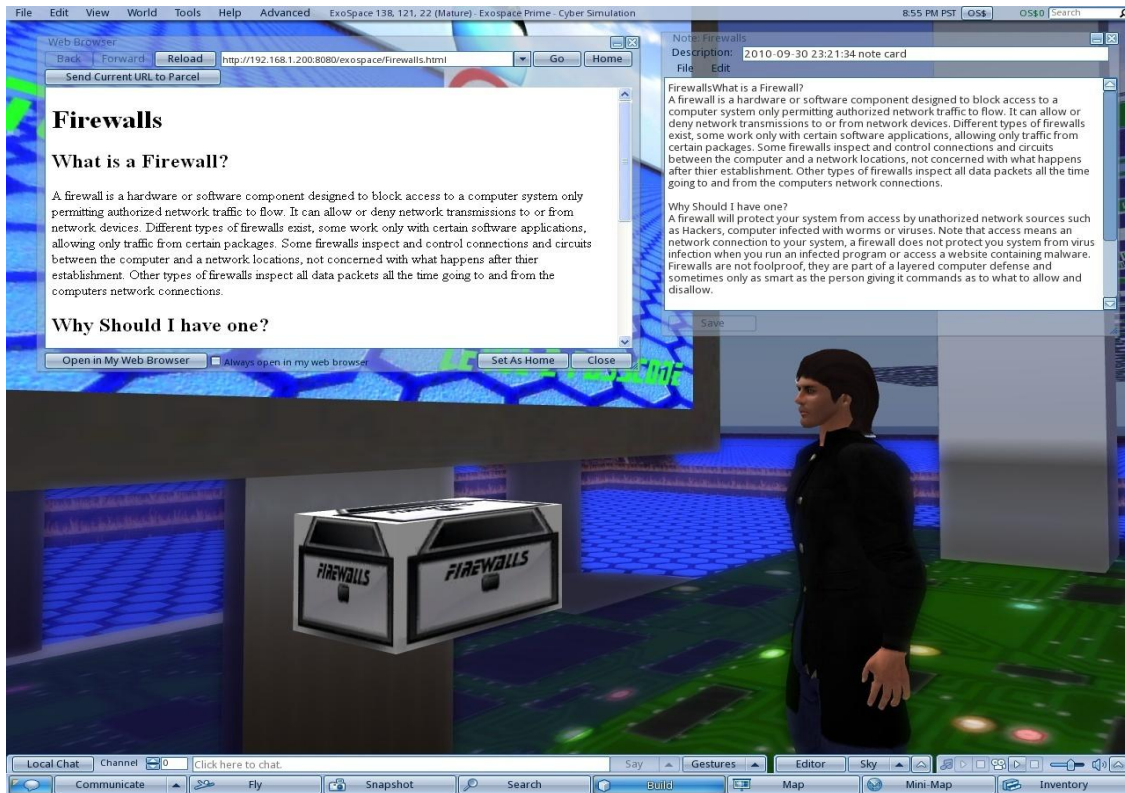 File Edit View World Tools Help Advanced ExoSpace 138, 121, 22 (Mature) - Exospace Prime - Cyber Simulation 8:55 PM PST OS$ OS$0 Search
Web Browser
Back Forward Reload http://192.168.1.200:8080/exospace/Firewalls.html Go Home
Send Current URL to Parcel
Firewalls
What is a Firewall?
A firewall is a hardware or software component designed to block access to a computer system only
permitting authorized network traffic to flow. It can allow or deny network transmissions to or from
network devices. Different types of firewalls exist, some work only with certain software applications,
allowing only traffic from certain packages. Some firewalls inspect and control connections and circuits
between the computer and a network locations, not concerned with what happens after thier
establishment. Other types of firewalls inspect all data packets all the time going to and from the
computers network connections.
Why Should I have one?
Open in My Web Browser Always open in my web browser Set As Home Close
Note: Firewalls
Description: 2010-09-30 23:21:34 note card
File Edit
FirewallsWhat is a Firewall?
A firewall is a hardware or software component designed to block access to a
computer system only permitting authorized network traffic to flow. It can allow or
deny network transmissions to or from network devices. Different types of firewalls
exist, some work only with certain software applications, allowing only traffic from
certain packages. Some firewalls inspect and control connections and circuits
between the computer and a network locations, not concerned with what happens
after thier establishment. Other types of firewalls inspect all data packets all the time
going to and from the computers network connections.
Why Should I have one?
A firewall will protect your system from access by unathorized network sources such
as Hackers, computer infected with worms or viruses. Note that access means an
network connection to your system, a firewall does not protect you system from virus
infection when you run an infected program or access a website containing malware.
Firewalls are not foolproof, they are part of a layered computer defense and
sometimes only as smart as the person giving it commands as to what to allow and
disallow.
Save
FIREWALLS
FIREWALLS
Local Chat Channel 0 Click here to chat. Say Gestures Editor Sky
Communicate Fly Snapshot Search Build Map Mini-Map Inventory